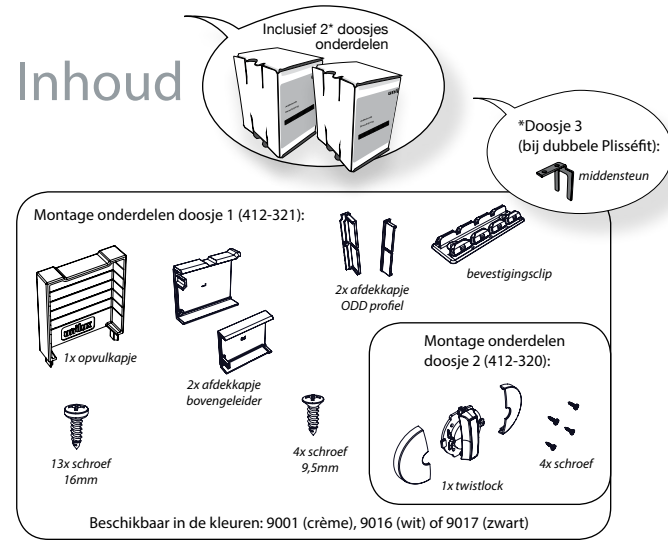 Inclusief 2* doosjes
onderdelen
Inhoud
*Doosje 3
(bij dubbele Plisséfit):
middensteun
Montage onderdelen doosje 1 (412-321):
1x opvulkapje
2x afdekkapje
bovengeleider
2x afdekkapje
ODD profiel
bevestigingsclip
13x schroef
16mm
4x schroef
9,5mm
Montage onderdelen
doosje 2 (412-320):
1x twistlock
4x schroef
Beschikbaar in de kleuren: 9001 (crème), 9016 (wit) of 9017 (zwart)